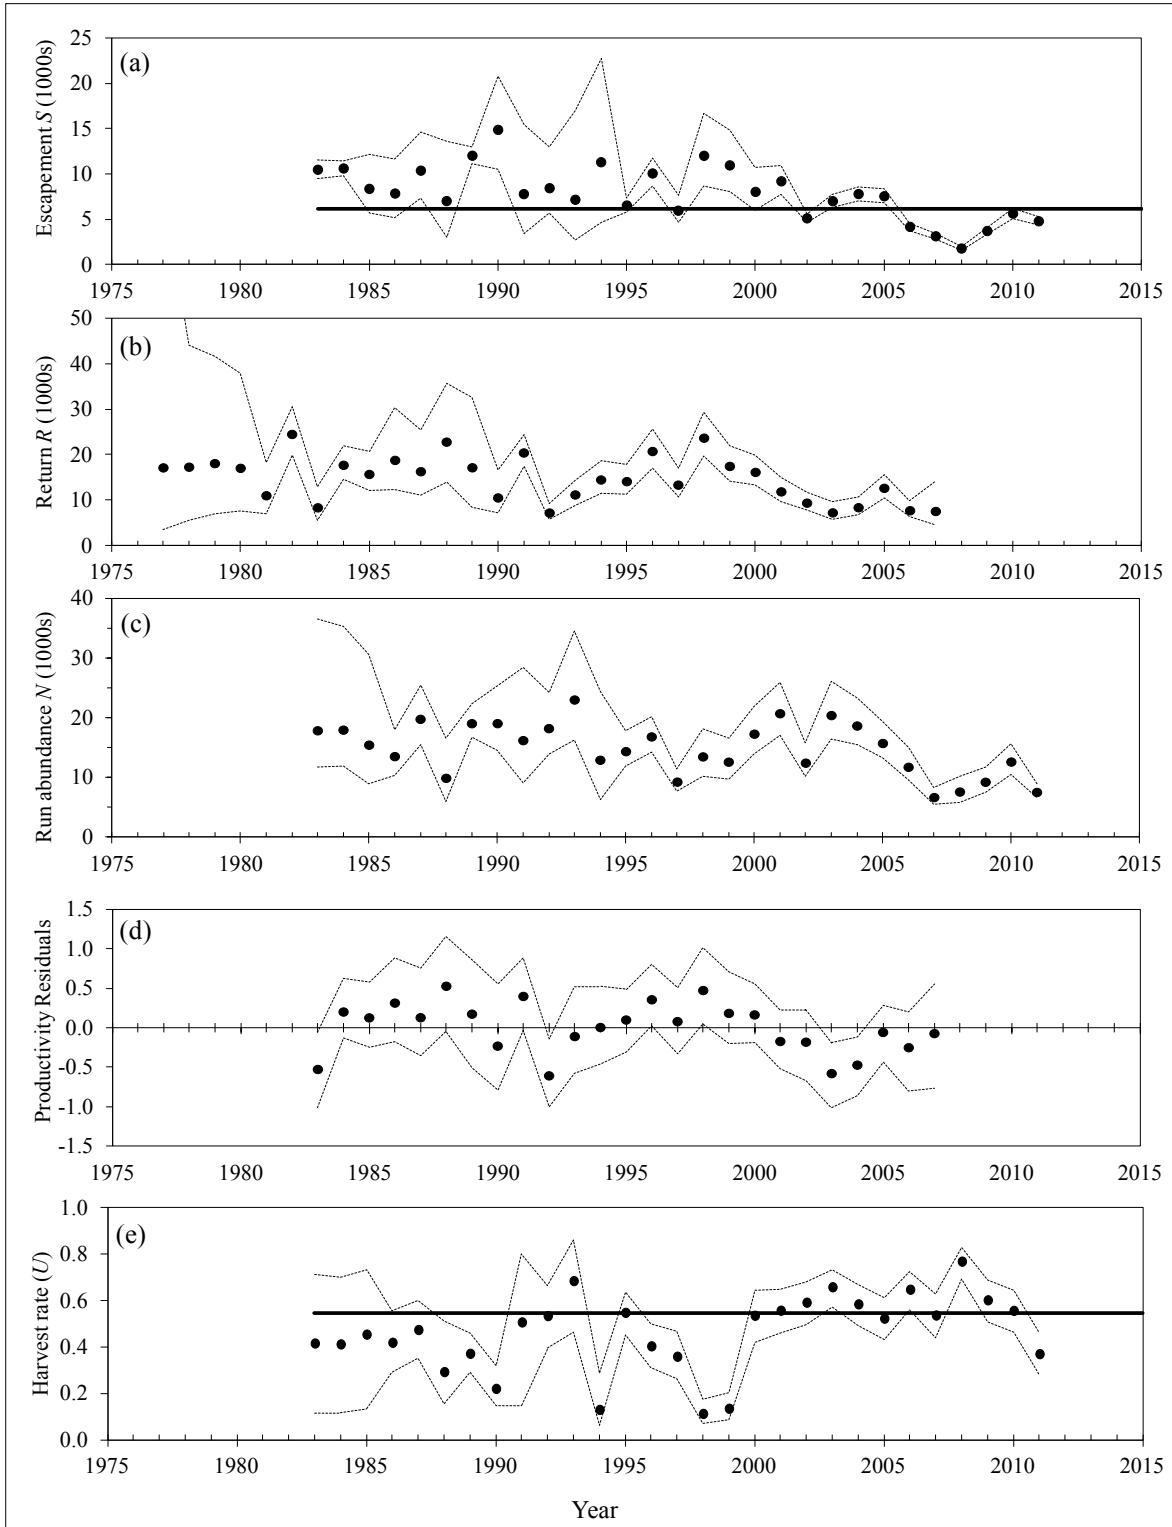 (a)
Escapement S (1000s)
25
20
15
10
5
0
1975 1980 1985 1990 1995 2000 2005 2010 2015
(b)
Return R (1000s)
50
40
30
20
10
0
1975 1980 1985 1990 1995 2000 2005 2010 2015
(c)
Run abundance N (1000s)
40
30
20
10
0
1975 1980 1985 1990 1995 2000 2005 2010 2015
(d)
Productivity Residuals
1.5
1.0
0.5
0.0
-0.5
-1.0
-1.5
1975 1980 1985 1990 1995 2000 2005 2010 2015
(e)
Harvest rate (U)
1.0
0.8
0.6
0.4
0.2
0.0
1975 1980 1985 1990 1995 2000 2005 2010 2015
Year